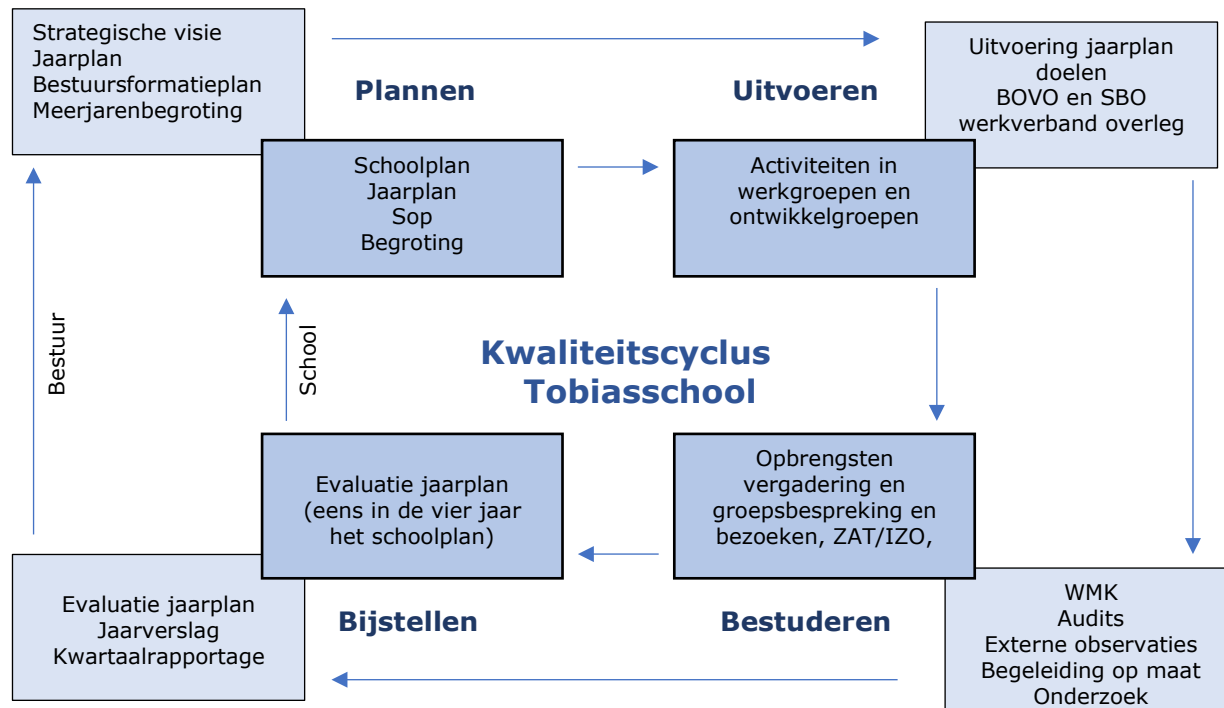 Strategische visie
Jaarplan
Bestuursformatieplan
Meerjarenbegroting
Plannen
Uitvoeren
Uitvoering jaarplan
doelen
BOVO en SBO
werkverband overleg
Schoolplan
Jaarplan
Sop
Begroting
Activiteiten in
werkgroepen en
ontwikkelgroepen
Bestuur
School
Kwaliteitscyclus
Tobiasschool
Evaluatie jaarplan
(eens in de vier jaar
het schoolplan)
Opbrengsten
vergadering en
groepsbespreking en
bezoeken, ZAT/IZO,
Evaluatie jaarplan
Jaarverslag
Kwartaalrapportage
Bijstellen
Bestuderen
WMK
Audits
Externe observaties
Begeleiding op maat
Onderzoek